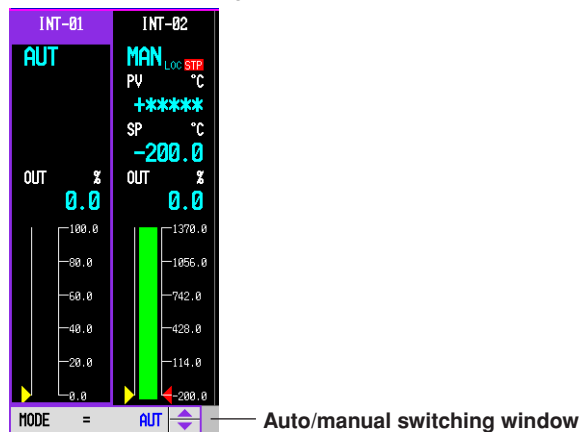 INT-01
AUT
OUT %
0.0
100.0
80.0
60.0
40.0
20.0
0.0
INT-02
MAN LOC STP
PV °C
+*****
SP °C
-200.0
OUT %
0.0
1370.0
1056.0
742.0
428.0
114.0
-200.0
MODE = AUT
Auto/manual switching window